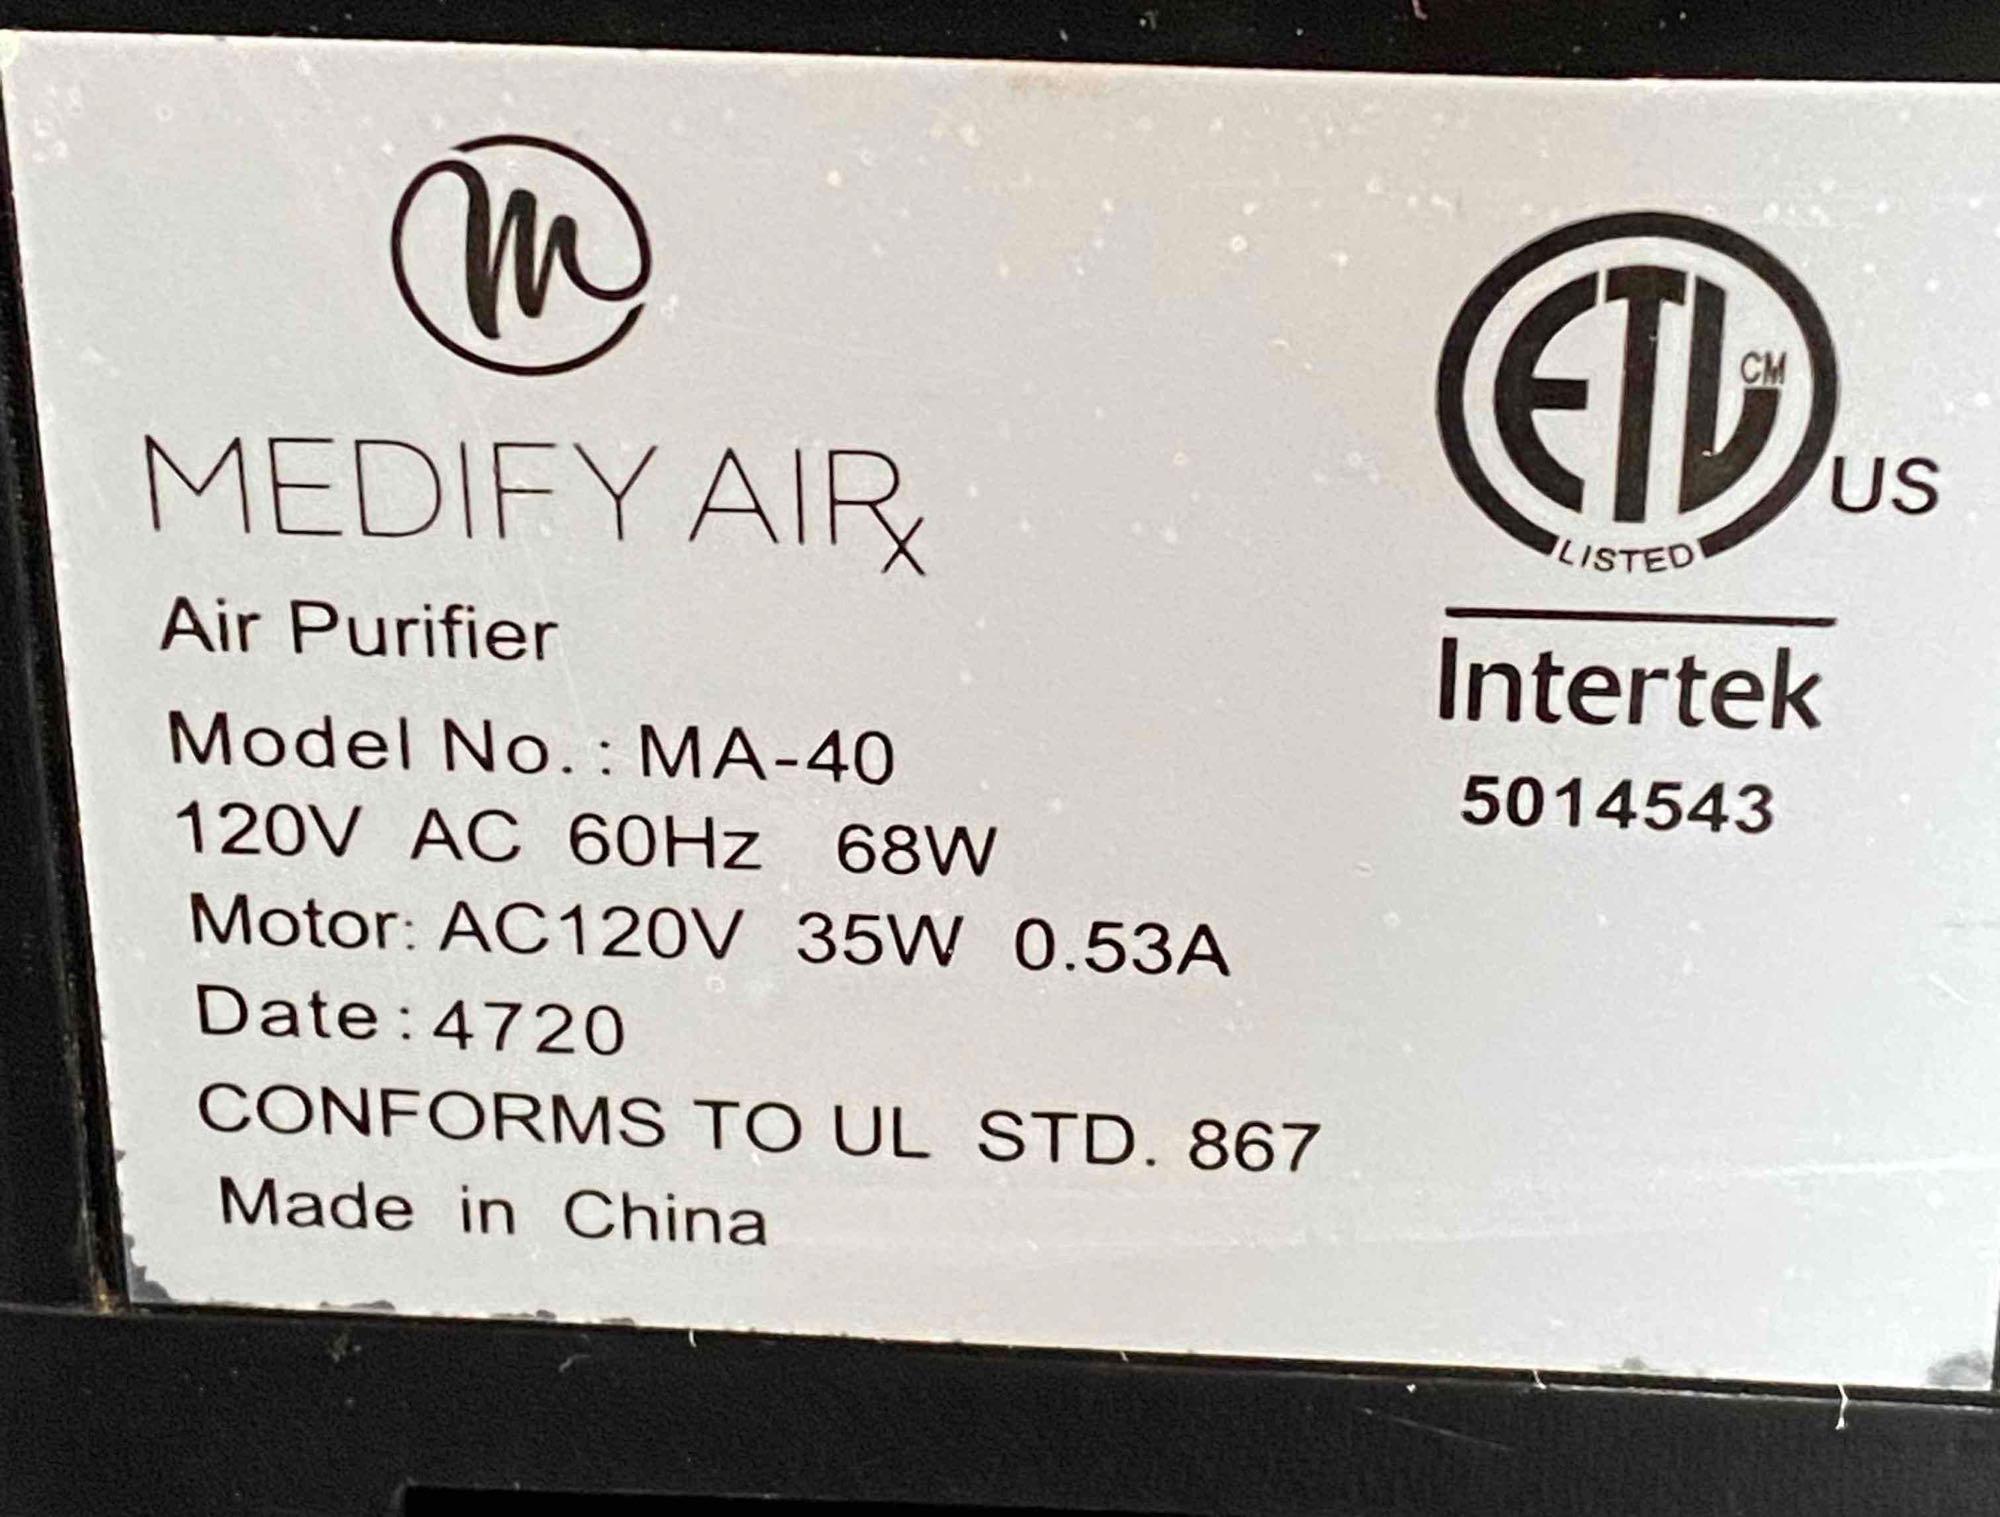 m
MEDIFY AIRx
Air Purifier
Model No. : MA-40
120V AC 60Hz 68W
Motor: AC120V 35W 0.53A
Date: 4720
CONFORMS TO UL STD. 867
Made in China
ETL CM
US
LISTED
Intertek
5014543